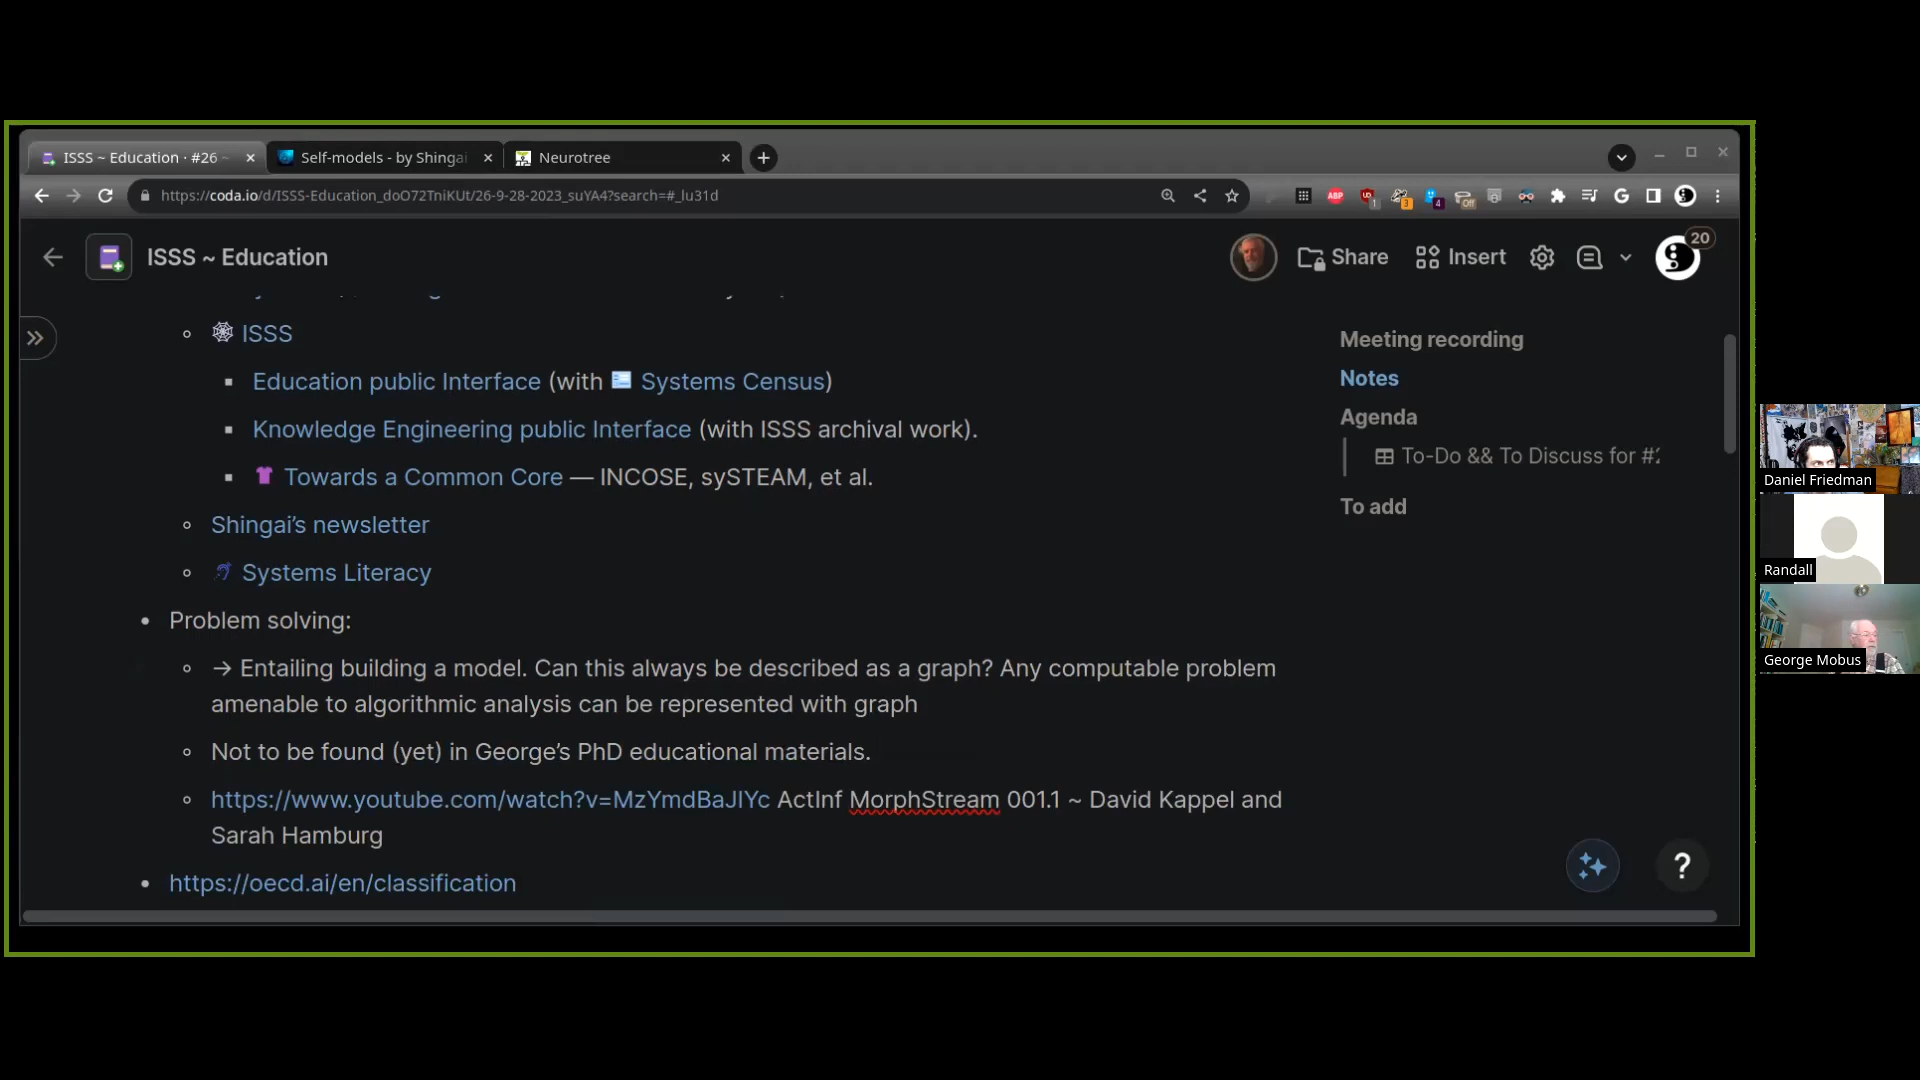 ISSS ~ Education · #26 -
Self-models - by Shingai
Neurotree
https://coda.io/d/ISSS-Education_doO72TniKUt/26-9-28-2023_suYA4?search=#_lu31d
ABP
1
3
4
Off
ISSS ~ Education
Share
Insert
20
ISSS
Education public Interface (with Systems Census)
Knowledge Engineering public Interface (with ISSS archival work).
Towards a Common Core — INCOSE, sySTEAM, et al.
Shingai's newsletter
Systems Literacy
Problem solving:
→ Entailing building a model. Can this always be described as a graph? Any computable problem
amenable to algorithmic analysis can be represented with graph
Not to be found (yet) in George's PhD educational materials.
https://www.youtube.com/watch?v=MzYmdBaJlYc ActInf MorphStream 001.1 ~ David Kappel and
Sarah Hamburg
https://oecd.ai/en/classification
Meeting recording
Notes
Agenda
To-Do && To Discuss for #2
To add
?
Daniel Friedman
Randall
George Mobus